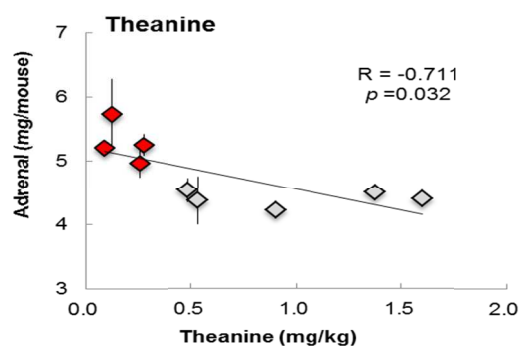 Theanine
7
6
5
4
3
R = -0.711
p =0.032
Adrenal (mg/mouse)
0.0 0.5 1.0 1.5 2.0
Theanine (mg/kg)